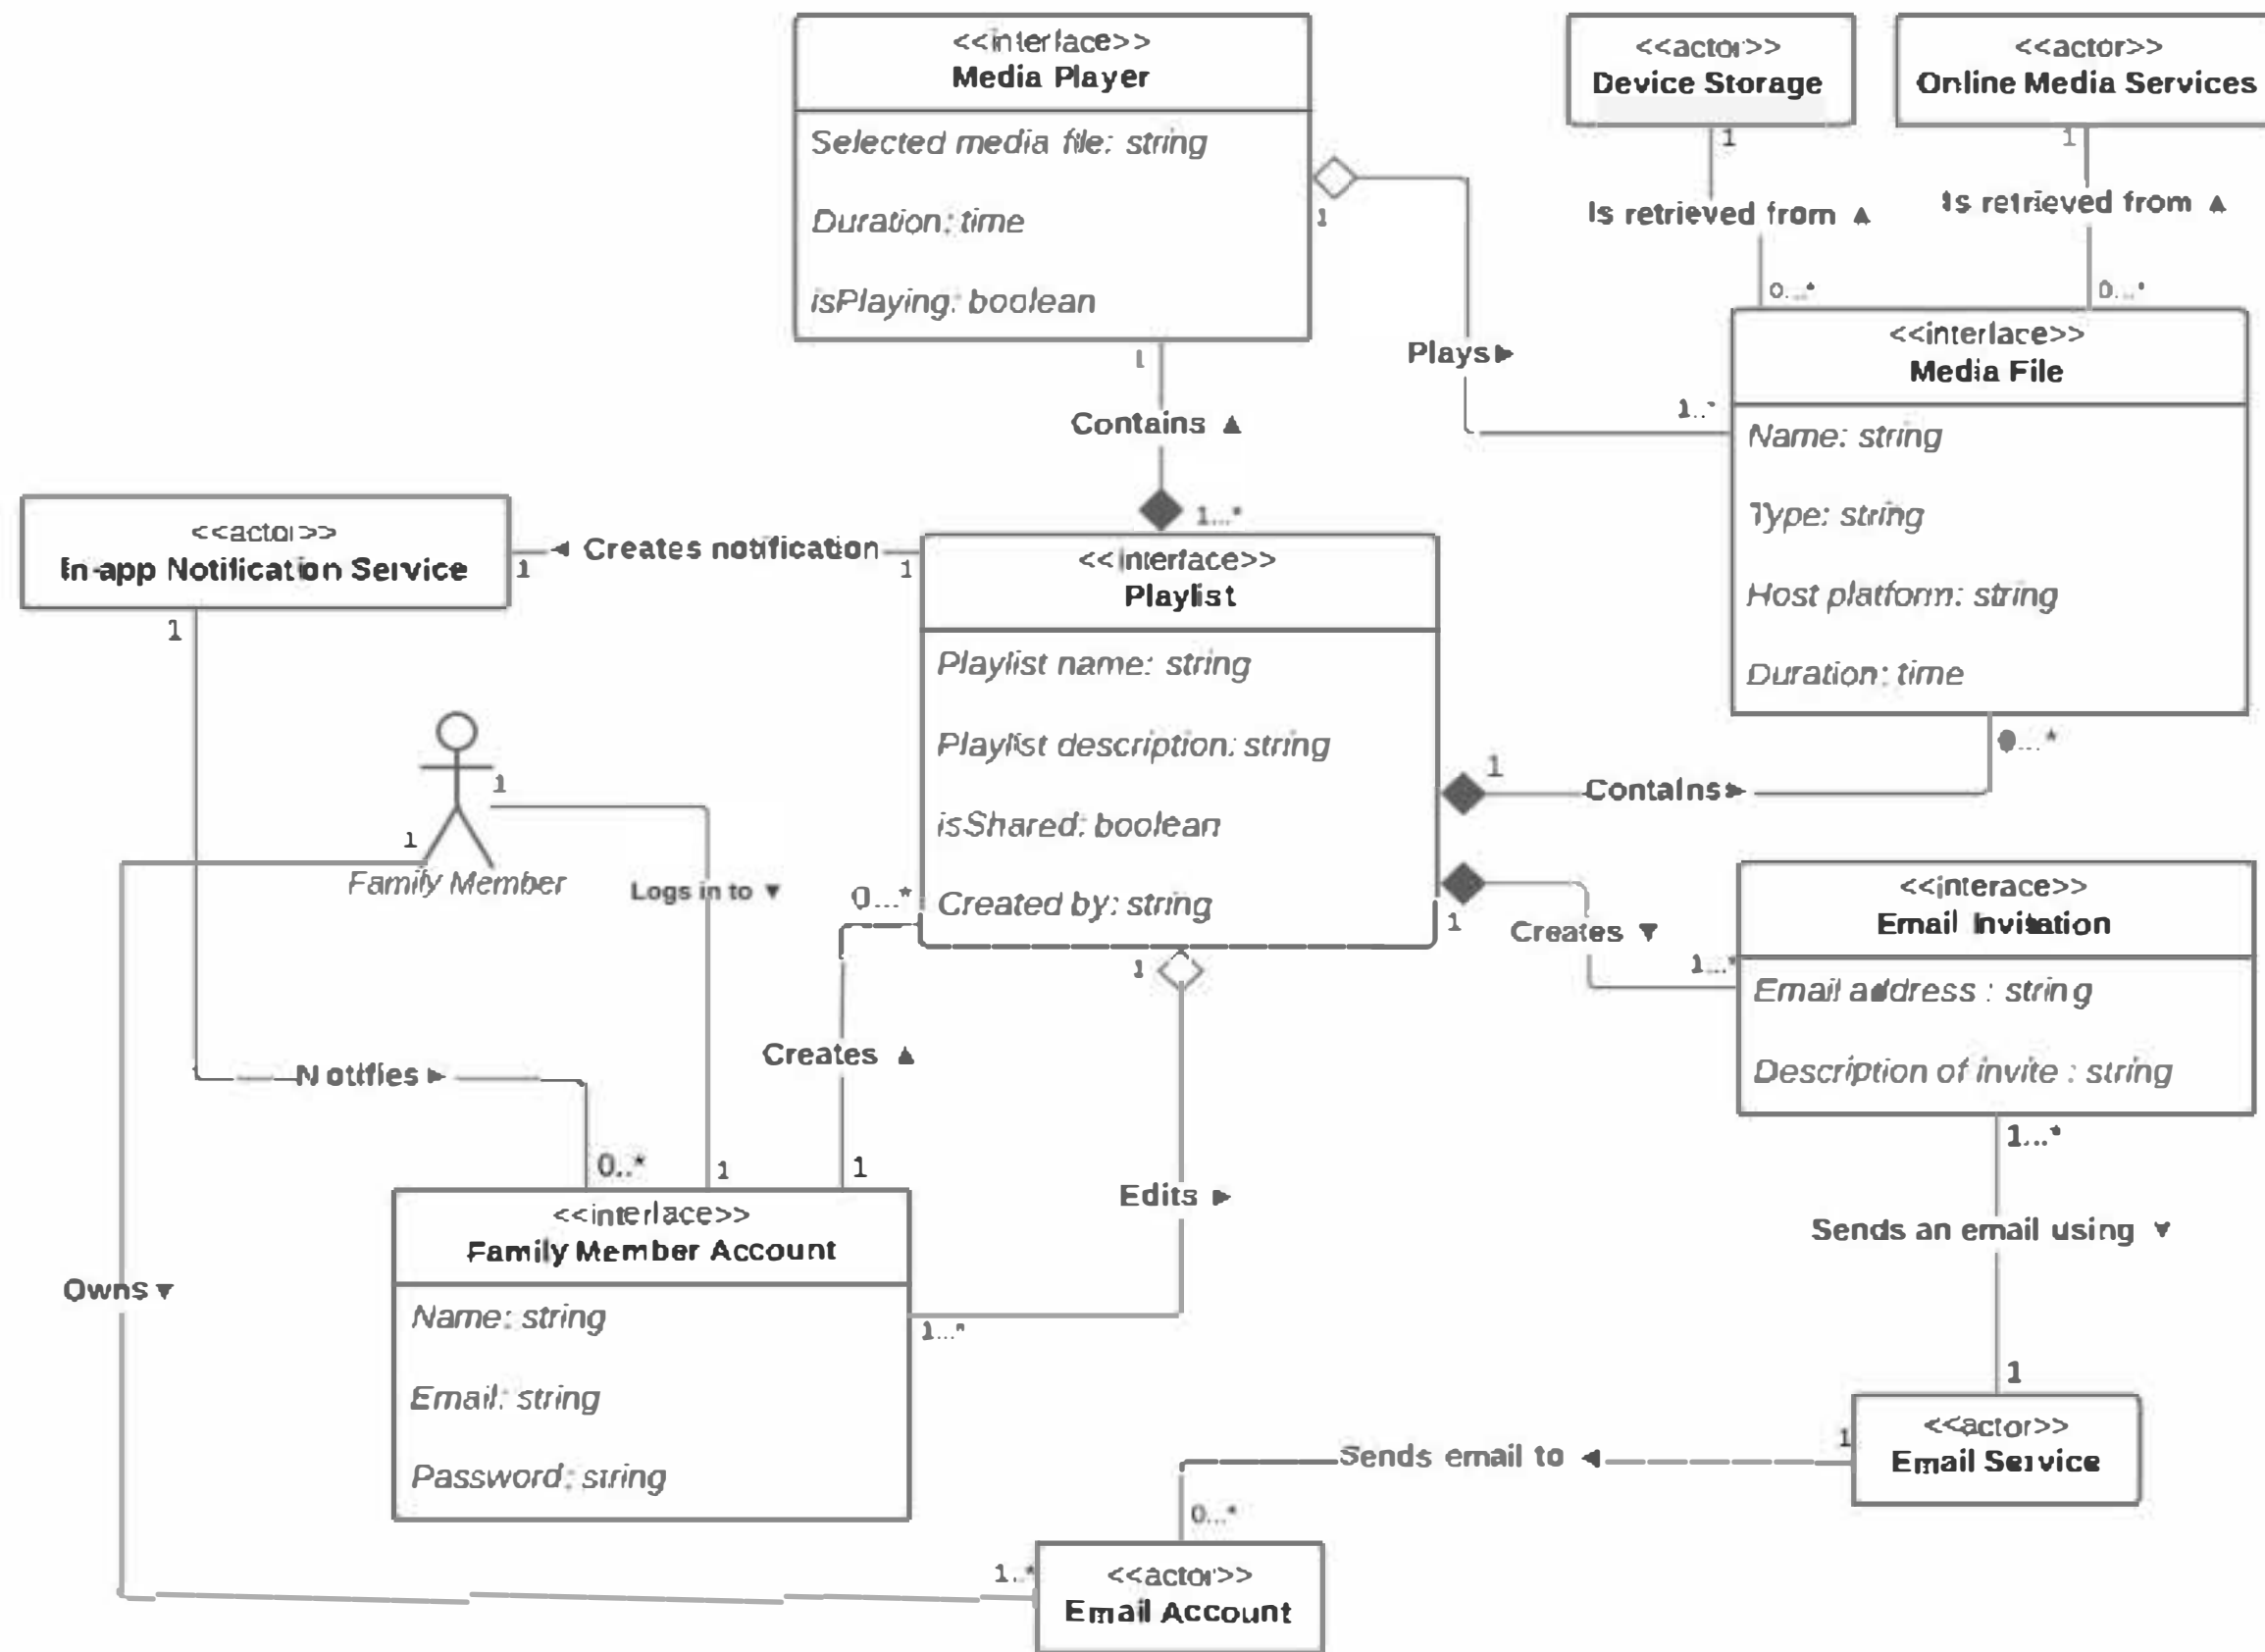 <<interlace>>
Media Player
Selected media file: string
Duration: time
isPlaying: boolean
<<actor>>
Device Storage
<<actor>>
Online Media Services
1
1
1
Is retrieved from ▲
Is retrieved from ▲
0...*
0...*
Plays►
1..*
<<interlace>>
Media File
Name: string
Type: string
Host platform: string
Duration: time
1
Contains ▲
1...*
<<actor>>
In-app Notification Service
1
◄ Creates notification
1
<<interface>>
Playlist
Playlist name: string
Playlist description: string
isShared: boolean
Created by: string
1
1
1
Family Member
Logs in to ▼
1
Contains►
0...*
1
Creates ▼
1...*
<<interace>>
Email Invitation
Email address : string
Description of invite : string
0...*
1
Creates ▲
Notifies ►
0..*
1
1
Edits ►
1...*
<<interlace>>
Family Member Account
Name: string
Email: string
Password: string
Owns ▼
1...*
Sends an email using ▼
1
<<actor>>
Email Service
1
Sends email to ◄
0...*
1..*
<<actor>>
Email Account